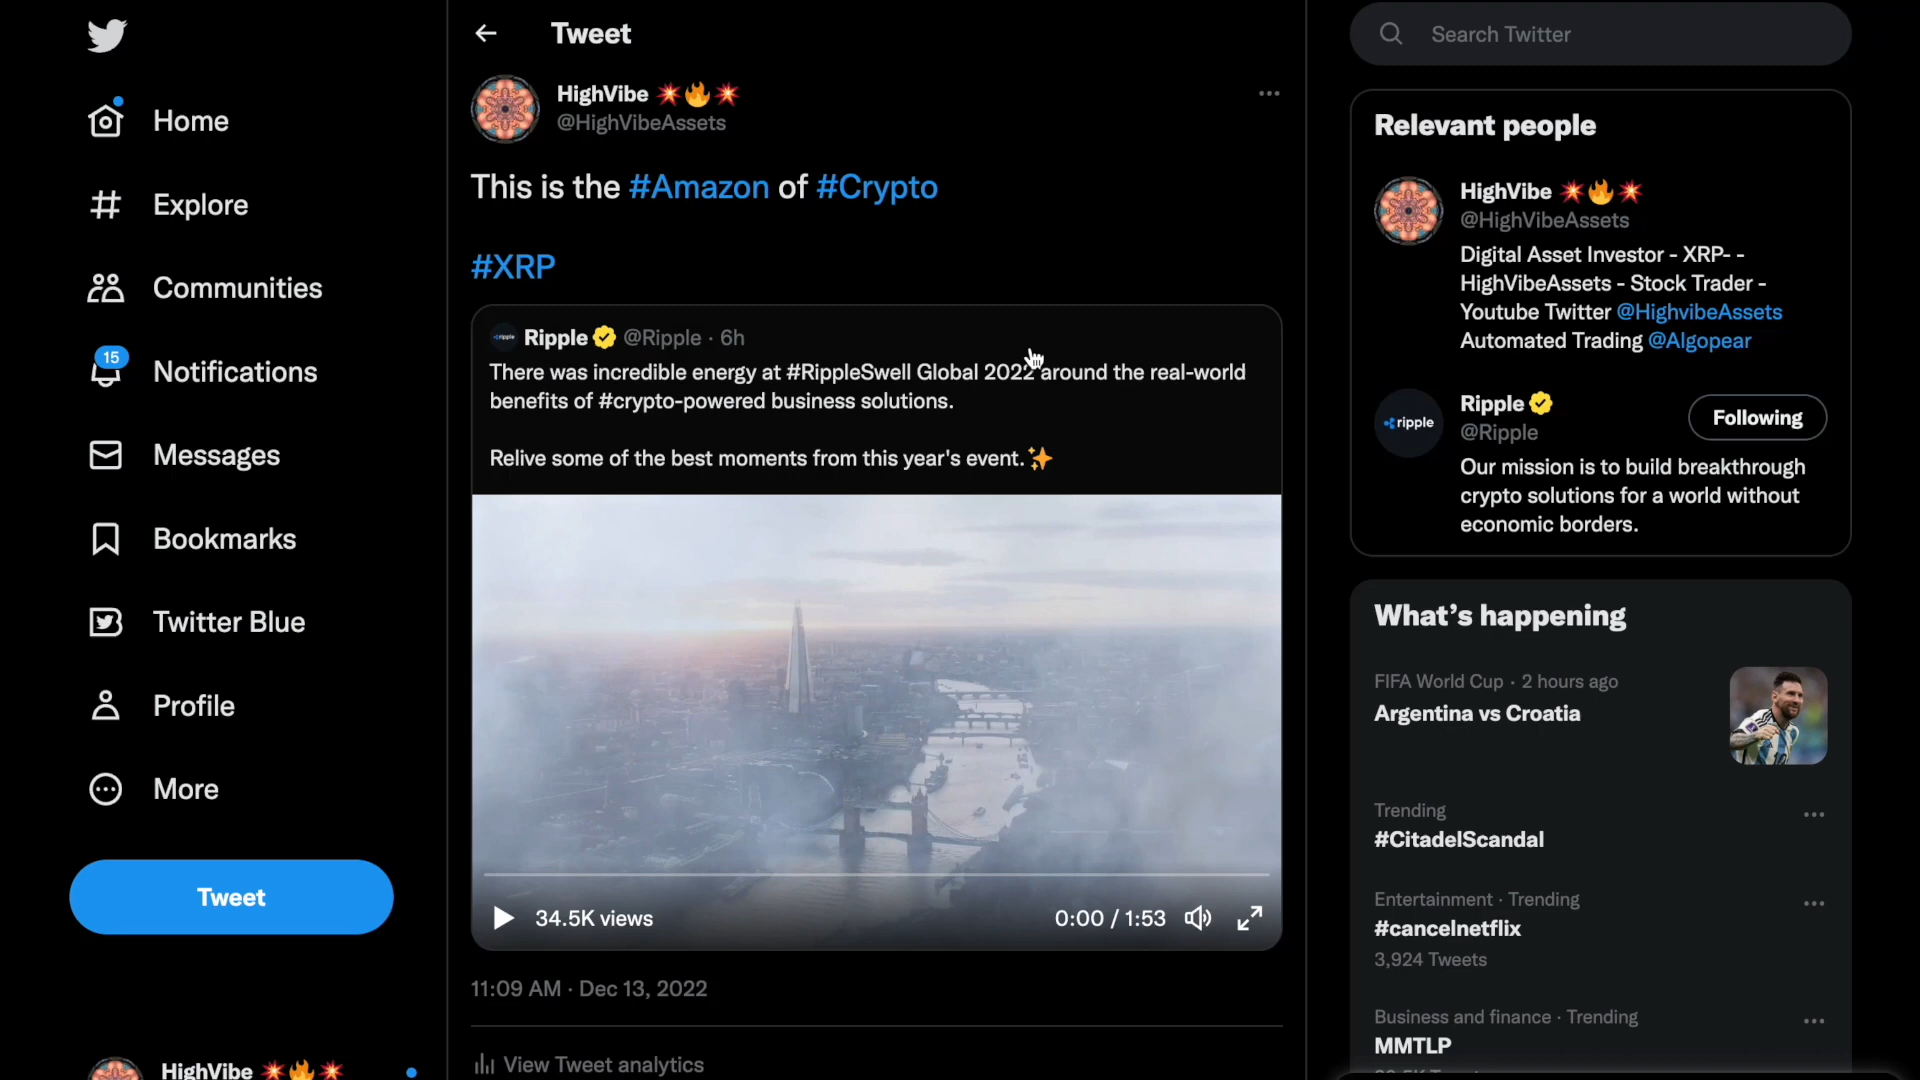 Home
Explore
Communities
15
Notifications
Messages
Bookmarks
Twitter Blue
Profile
More
Tweet
HighVibe 💥🔥💥
Tweet
HighVibe 💥🔥💥
@HighVibeAssets
This is the #Amazon of #Crypto
#XRP
ripple Ripple @Ripple · 6h
There was incredible energy at #RippleSwell Global 2022 around the real-world
benefits of #crypto-powered business solutions.
Relive some of the best moments from this year's event.✨
34.5K views
0:00 / 1:53
11:09 AM · Dec 13, 2022
View Tweet analytics
Search Twitter
Relevant people
HighVibe 💥🔥💥
@HighVibeAssets
Digital Asset Investor - XRP- -
HighVibeAssets - Stock Trader -
Youtube Twitter @HighvibeAssets
Automated Trading @Algopear
ripple
Ripple
@Ripple
Following
Our mission is to build breakthrough
crypto solutions for a world without
economic borders.
What's happening
FIFA World Cup · 2 hours ago
Argentina vs Croatia
Trending
#CitadelScandal
Entertainment · Trending
#cancelnetflix
3,924 Tweets
Business and finance · Trending
MMTLP